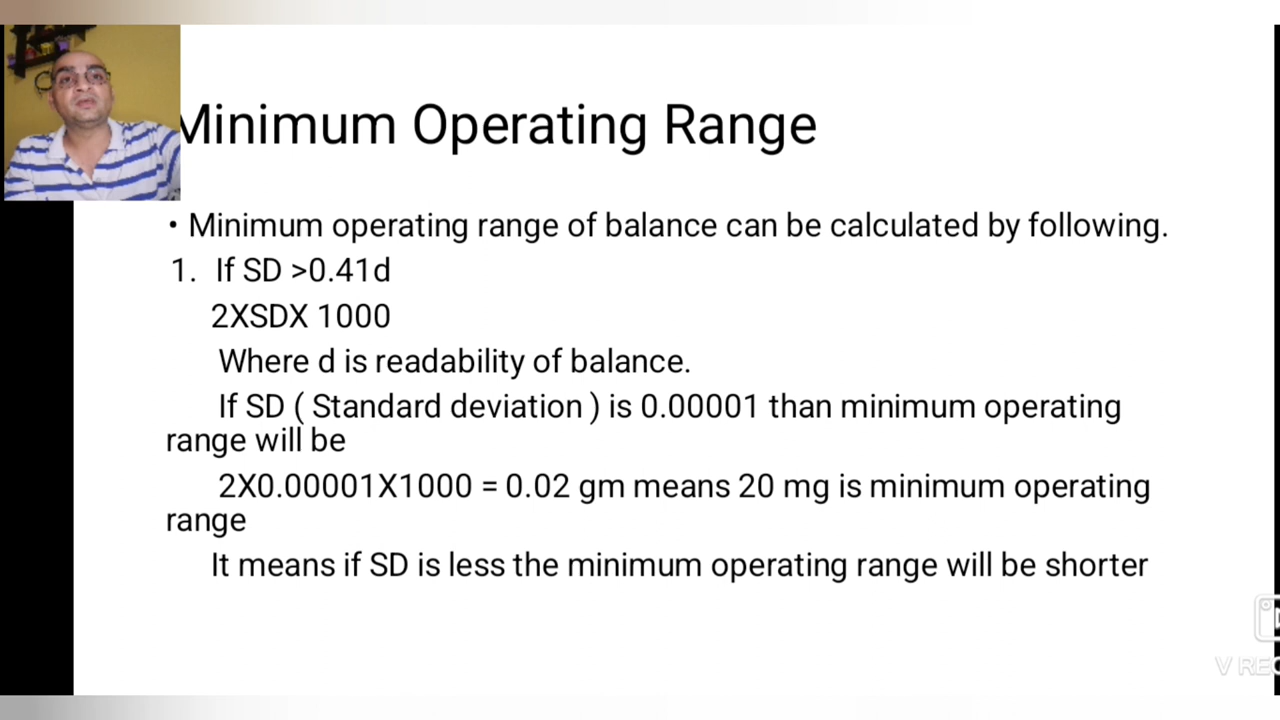 Minimum Operating Range
• Minimum operating range of balance can be calculated by following.
1. If SD >0.41d
2XSDX 1000
Where d is readability of balance.
If SD ( Standard deviation ) is 0.00001 than minimum operating
range will be
2X0.00001X1000 = 0.02 gm means 20 mg is minimum operating
range
It means if SD is less the minimum operating range will be shorter
V REC